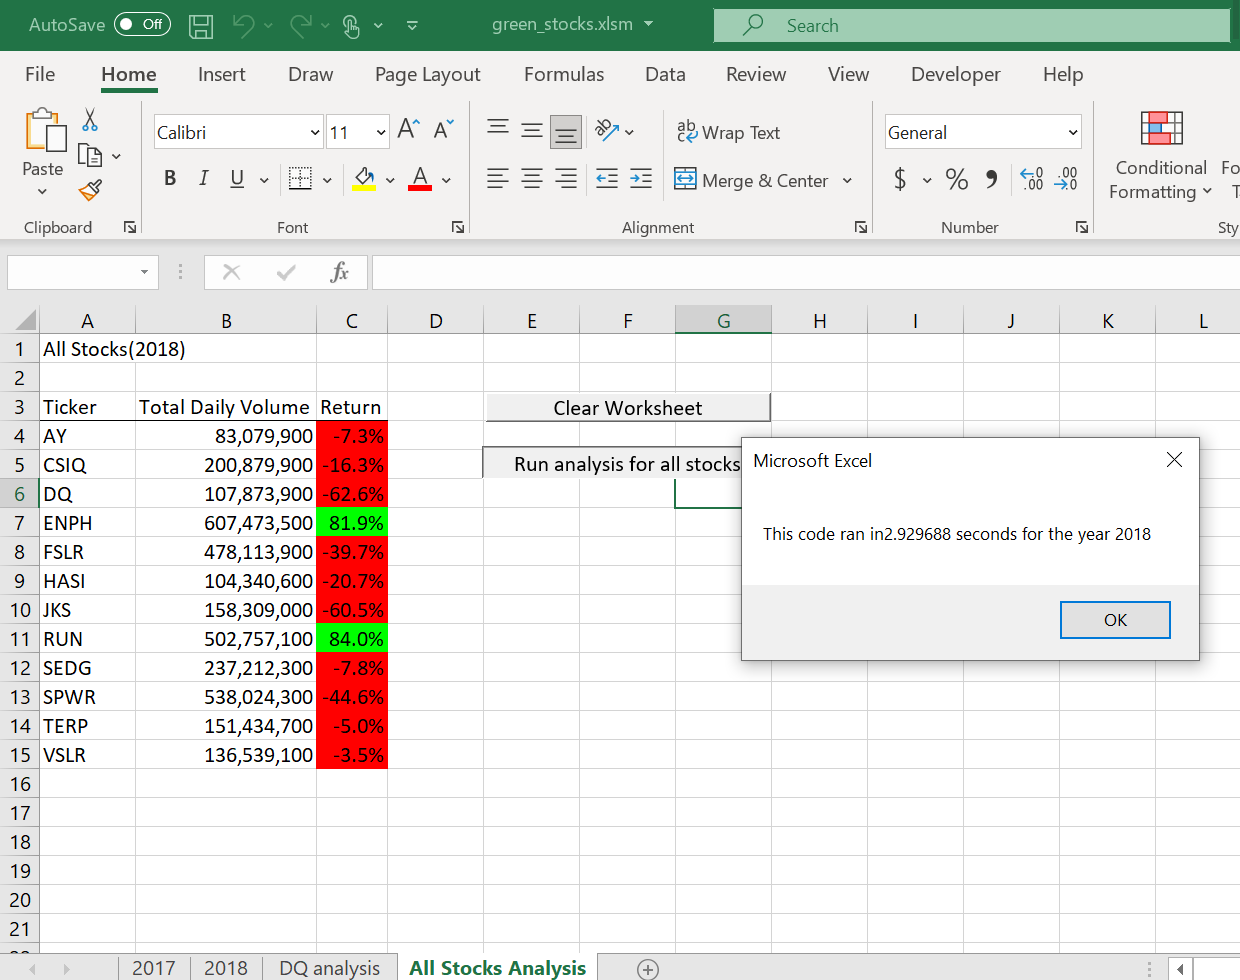 AutoSave Off green_stocks.xlsm Search
File Home Insert Draw Page Layout Formulas Data Review View Developer Help
Calibri 11 ab Wrap Text General
Paste B I U A Merge & Center $ % Conditional Formatting
Clipboard Font Alignment Number Sty
fx
A B C D E F G H I J K L
1 All Stocks(2018)
2
3 Ticker Total Daily Volume Return Clear Worksheet
4 AY 83,079,900 -7.3%
5 CSIQ 200,879,900 -16.3% Run analysis for all stocks
6 DQ 107,873,900 -62.6%
7 ENPH 607,473,500 81.9%
8 FSLR 478,113,900 -39.7%
9 HASI 104,340,600 -20.7%
10 JKS 158,309,000 -60.5%
11 RUN 502,757,100 84.0%
12 SEDG 237,212,300 -7.8%
13 SPWR 538,024,300 -44.6%
14 TERP 151,434,700 -5.0%
15 VSLR 136,539,100 -3.5%
16
17
18
19
20
21
Microsoft Excel
This code ran in2.929688 seconds for the year 2018
OK
2017 2018 DQ analysis All Stocks Analysis